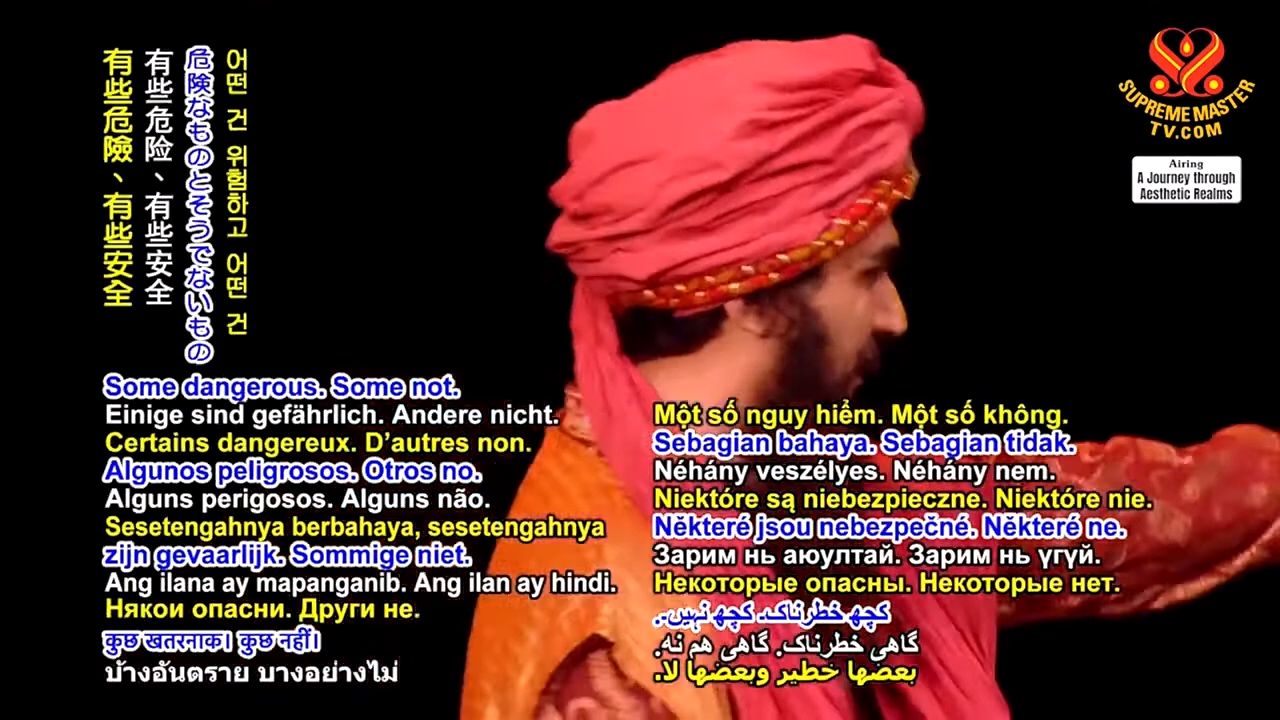 有些危險、有些安全
有些危险、有些安全
危険なものとそうでないもの
어떤 건 위험하고 어떤 건
SUPREME MASTER
TV.COM
Airing
A Journey through
Aesthetic Realms
Some dangerous. Some not.
Einige sind gefährlich. Andere nicht.
Certains dangereux. D’autres non.
Algunos peligrosos. Otros no.
Alguns perigosos. Alguns não.
Sesetengahnya berbahaya, sesetengahnya
zijn gevaarlijk. Sommige niet.
Ang ilana ay mapanganib. Ang ilan ay hindi.
Някои опасни. Други не.
कुछ खतरनाक। कुछ नहीं।
บ้างอันตราย บางอย่างไม่
Một số nguy hiểm. Một số không.
Sebagian bahaya. Sebagian tidak.
Néhány veszélyes. Néhány nem.
Niektóre są niebezpieczne. Niektóre nie.
Některé jsou nebezpečné. Některé ne.
Зарим нь аюултай. Зарим нь үгүй.
Некоторые опасны. Некоторые нет.
کچھ خطرناک۔ کچھ نہیں۔.
گاهی خطرناک. گاهی هم نه.
بعضها خطير وبعضها لا.